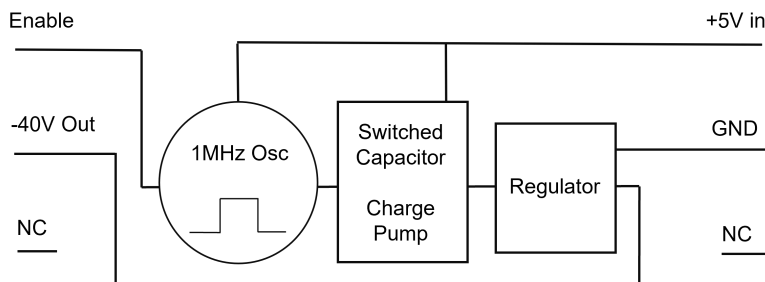 Enable
+5V in
-40V Out
1MHz Osc
Switched
Capacitor
Charge
Pump
Regulator
GND
NC
NC